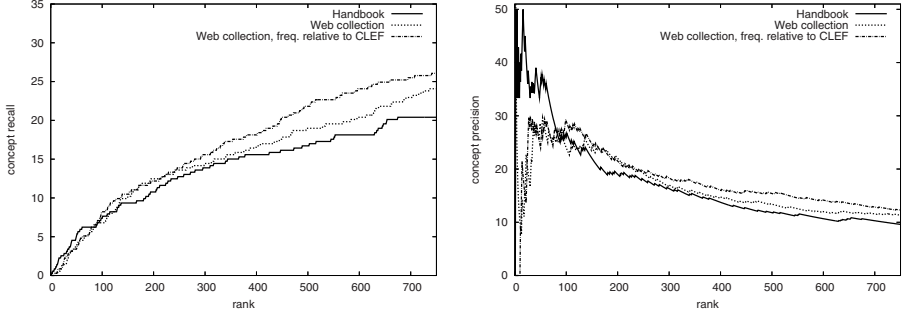 35
30
25
20
15
10
5
0
concept recall
Handbook
Web collection
Web collection, freq. relative to CLEF
0 100 200 300 400 500 600 700
rank
50
40
30
20
10
0
concept precision
Handbook
Web collection
Web collection, freq. relative to CLEF
0 100 200 300 400 500 600 700
rank